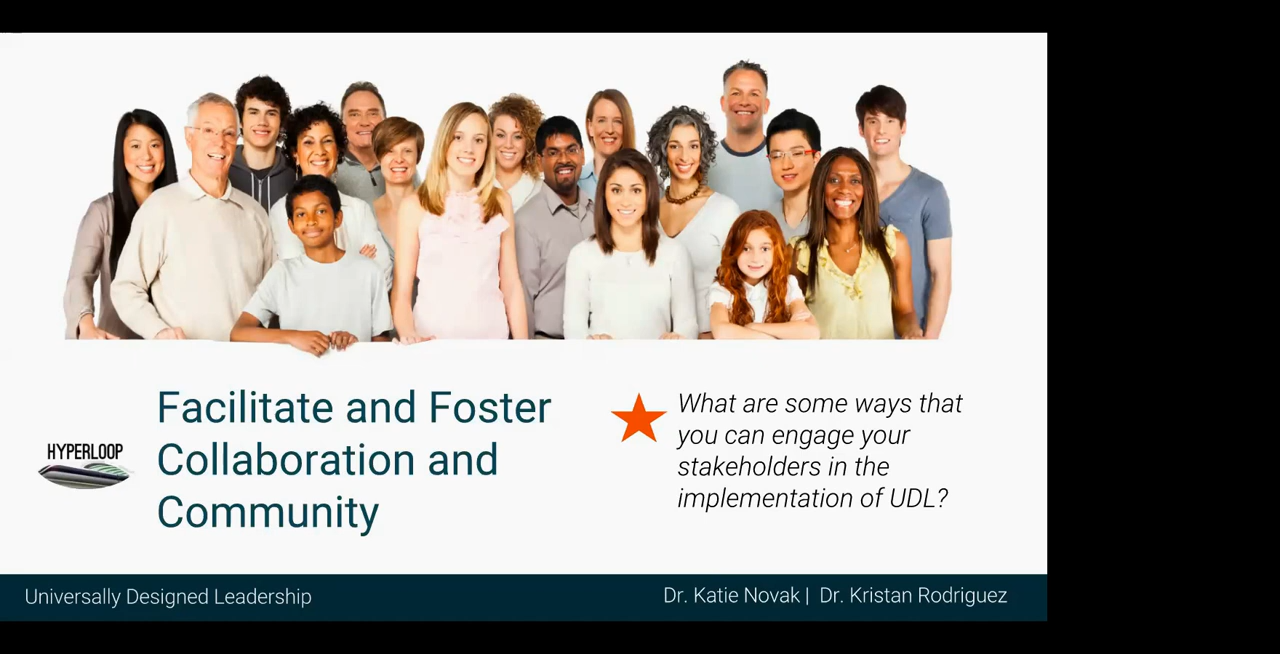 HYPERLOOP
Facilitate and Foster
Collaboration and
Community
What are some ways that
you can engage your
stakeholders in the
implementation of UDL?
Universally Designed Leadership
Dr. Katie Novak | Dr. Kristan Rodriguez